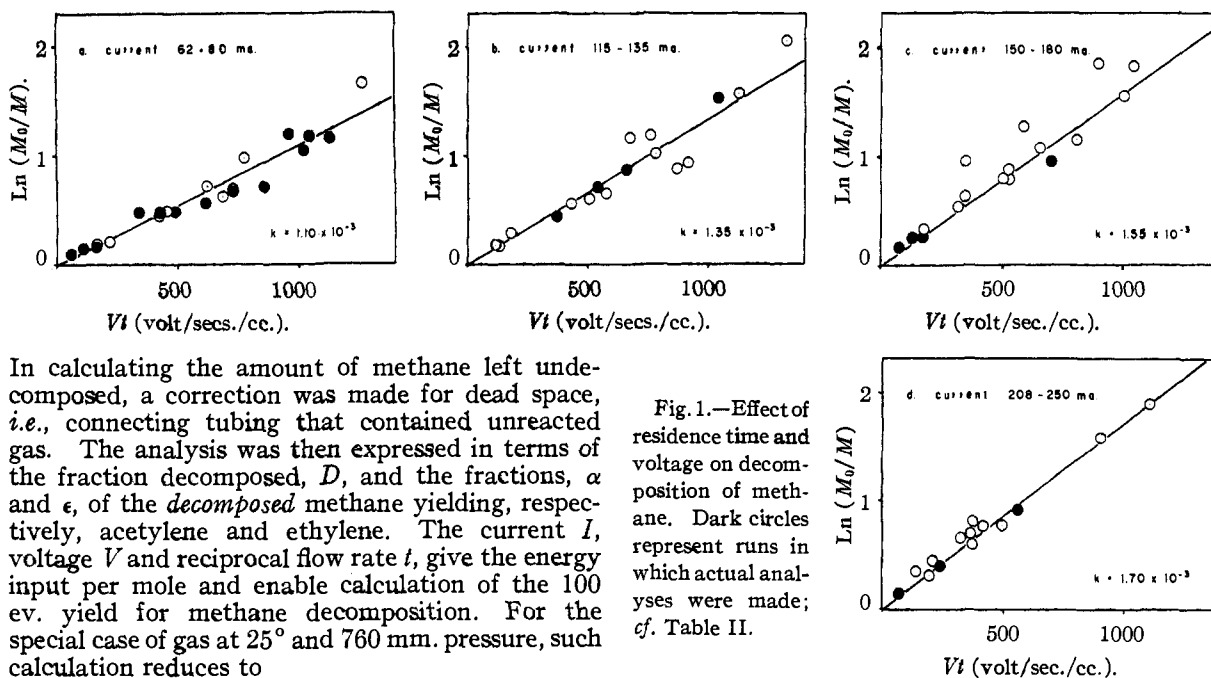 a. current 62-80 ma.
Ln (M₀/M).
2
1
0
k = 1.10 x 10⁻³
500
1000
Vt (volt/secs./cc.).
b. current 115-135 ma.
Ln (M₀/M).
2
1
0
k = 1.35 x 10⁻³
500
1000
Vt (volt/secs./cc.).
c. current 150-180 ma.
Ln (M₀/M).
2
1
0
k = 1.55 x 10⁻³
500
1000
Vt (volt/sec./cc.).
In calculating the amount of methane left unde-
composed, a correction was made for dead space,
i.e., connecting tubing that contained unreacted
gas. The analysis was then expressed in terms of
the fraction decomposed, D, and the fractions, α
and ε, of the decomposed methane yielding, respec-
tively, acetylene and ethylene. The current I,
voltage V and reciprocal flow rate t, give the energy
input per mole and enable calculation of the 100
ev. yield for methane decomposition. For the
special case of gas at 25° and 760 mm. pressure, such
calculation reduces to
Fig. 1.—Effect of
residence time and
voltage on decom-
position of meth-
ane. Dark circles
represent runs in
which actual anal-
yses were made;
cf. Table II.
d. current 208-250 ma.
Ln (M₀/M)
2
1
0
k = 1.70 x 10⁻³
500
1000
Vt (volt/sec./cc.).